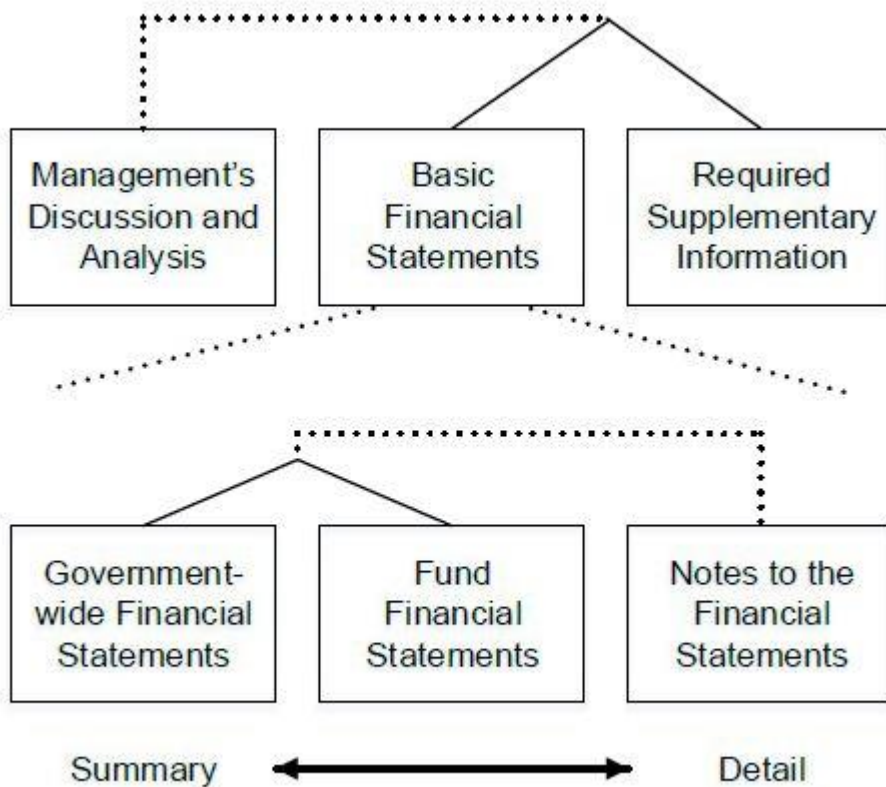 Management's
Discussion and
Analysis
Basic
Financial
Statements
Required
Supplementary
Information
Government-
wide Financial
Statements
Fund
Financial
Statements
Notes to the
Financial
Statements
Summary
Detail